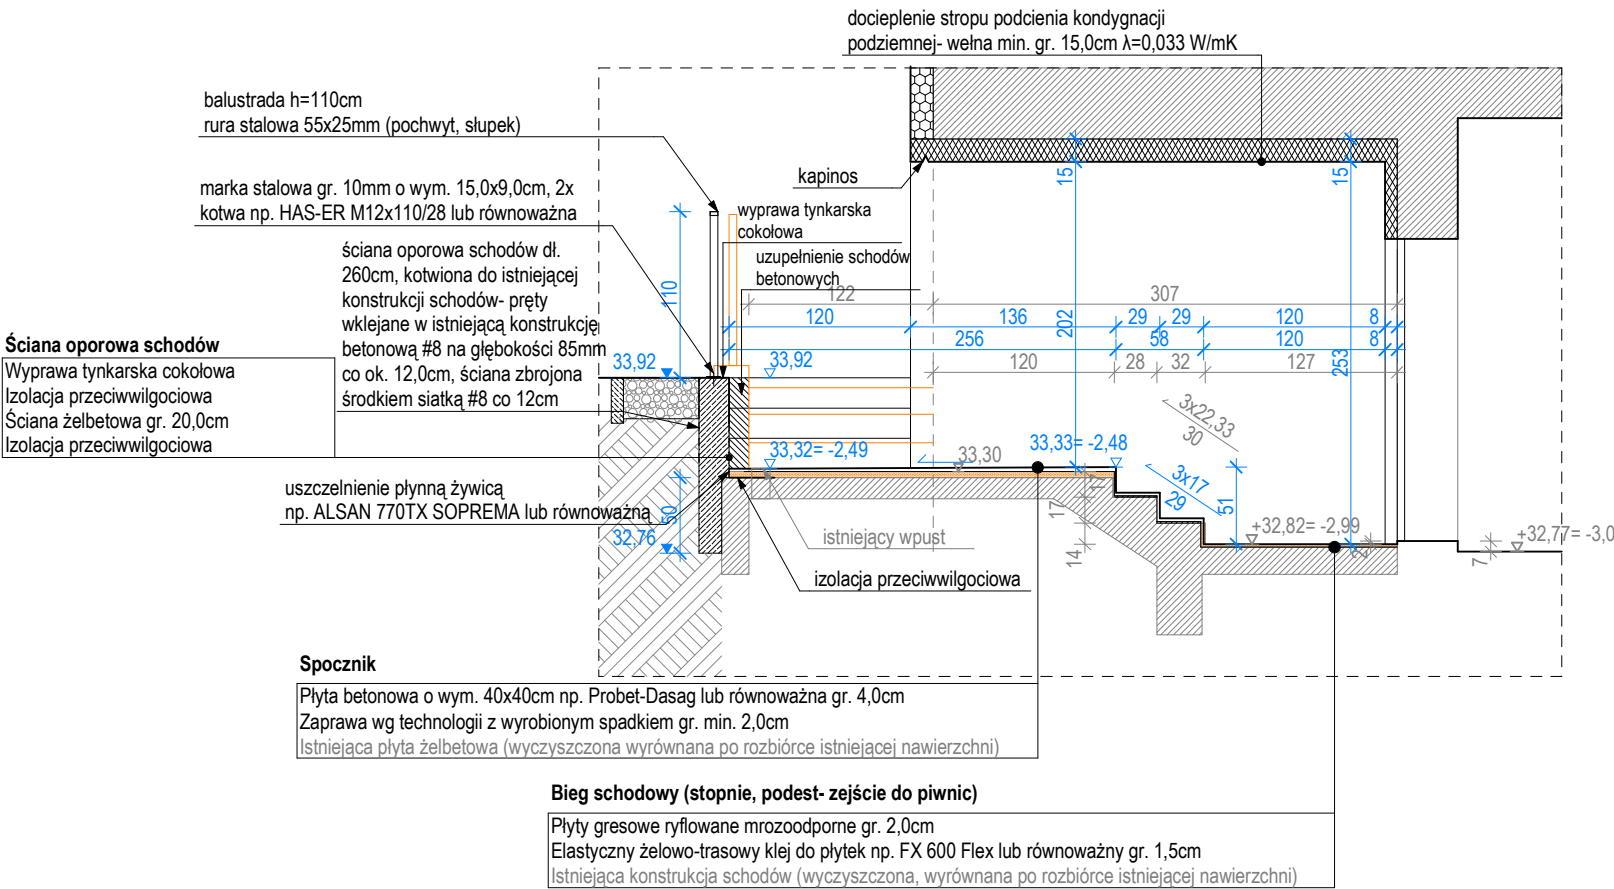 docieplenie stropu podcienia kondygnacji
podziemnej- wełna min. gr. 15,0cm λ=0,033 W/mK
balustrada h=110cm
rura stalowa 55x25mm (pochwyt, słupek)
marka stalowa gr. 10mm o wym. 15,0x9,0cm, 2x
kotwa np. HAS-ER M12x110/28 lub równoważna
kapinos
wyprawa tynkarska
cokołowa
uzupełnienie schodów
betonowych
ściana oporowa schodów dł.
260cm, kotwiona do istniejącej
konstrukcji schodów- pręty
wklejane w istniejącą konstrukcję
betonową #8 na głębokości 85mm
co ok. 12,0cm, ściana zbrojona
środkiem siatką #8 co 12cm
Ściana oporowa schodów
Wyprawa tynkarska cokołowa
Izolacja przeciwwilgociowa
Ściana żelbetowa gr. 20,0cm
Izolacja przeciwwilgociowa
15
15
110
122
307
120
136
29
29
120
8
202
256
58
120
8
253
120
28
32
127
33,92
33,92
3x22,33
30
33,32= -2,49
33,30
33,33= -2,48
3x17
29
51
17
17
14
uszczelnienie płynną żywicą
np. ALSAN 770TX SOPREMA lub równoważną
50
32,76
istniejący wpust
izolacja przeciwwilgociowa
+32,82= -2,99
2
7
+32,77= -3,0
Spocznik
Płyta betonowa o wym. 40x40cm np. Probet-Dasag lub równoważna gr. 4,0cm
Zaprawa wg technologii z wyrobionym spadkiem gr. min. 2,0cm
Istniejąca płyta żelbetowa (wyczyszczona wyrównana po rozbiórce istniejącej nawierzchni)
Bieg schodowy (stopnie, podest- zejście do piwnic)
Płyty gresowe ryflowane mrozoodporne gr. 2,0cm
Elastyczny żelowo-trasowy klej do płytek np. FX 600 Flex lub równoważny gr. 1,5cm
Istniejąca konstrukcja schodów (wyczyszczona, wyrównana po rozbiórce istniejącej nawierzchni)